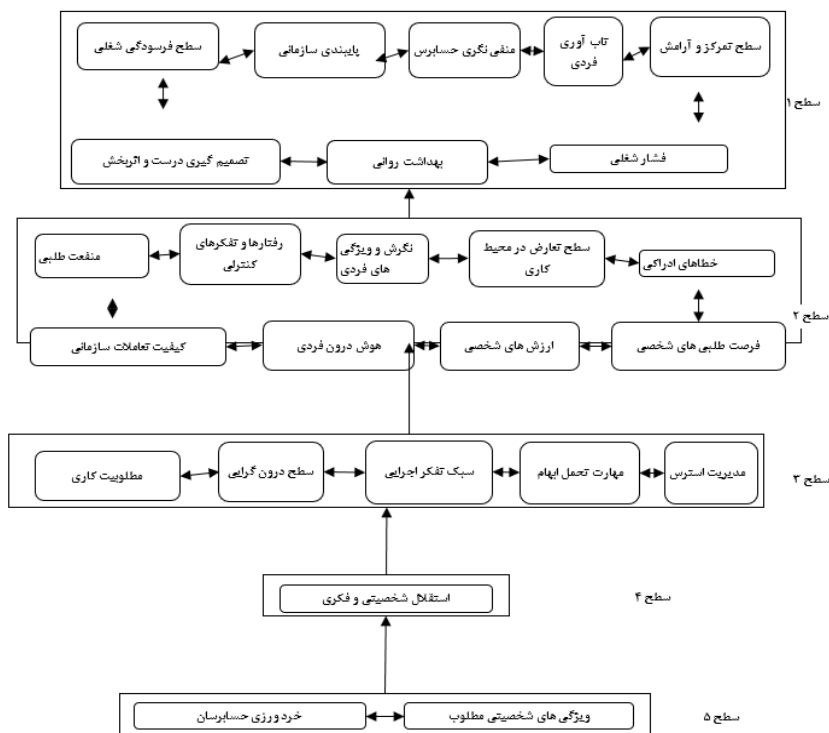 سطح تمرکز و آرامش
تاب آوری
فردی
منفی نگری حسابرس
پایبندی سازمانی
سطح فرسودگی شغلی
سطح ۱
فشار شغلی
بهداشت روانی
تصمیم گیری درست و اثربخش
خطاهای ادراکی
سطح تعارض در محیط
کاری
نگرش و ویژگی
های فردی
رفتارها و تفکرهای
کنترلی
منفعت طلبی
سطح ۲
فرصت طلبی های شخصی
ارزش های شخصی
هوش درون فردی
کیفیت تعاملات سازمانی
مدیریت استرس
مهارت تحمل ابهام
سبک تفکر اجرایی
سطح درون گرایی
مطلوبیت کاری
سطح ۳
استقلال شخصیتی و فکری
سطح ۴
ویژگی های شخصیتی مطلوب
خردورزی حسابرسان
سطح ۵